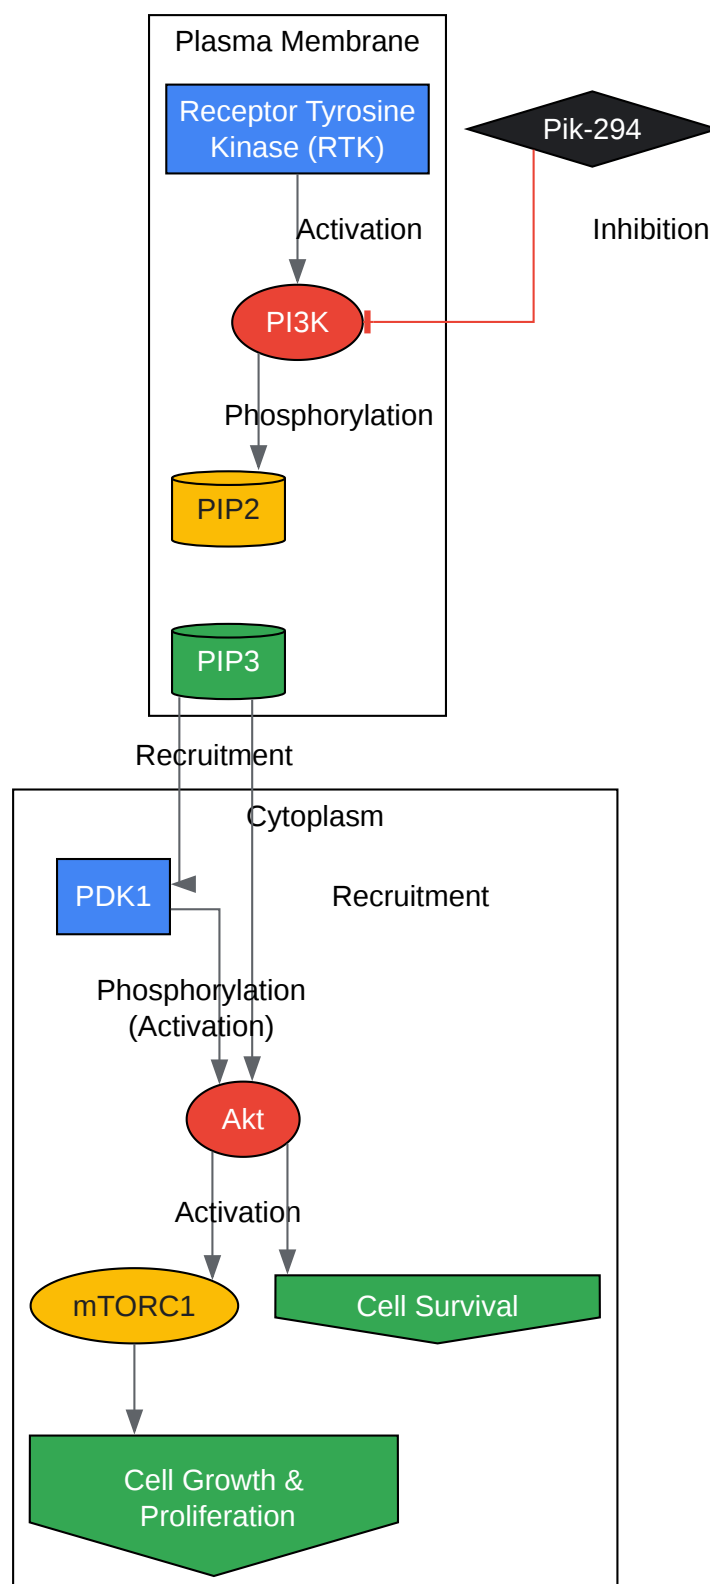 Plasma Membrane
Receptor Tyrosine
Kinase (RTK)
Pik-294
Activation
Inhibition
PI3K
Phosphorylation
PIP2
PIP3
Recruitment
Cytoplasm
PDK1
Recruitment
Phosphorylation
(Activation)
Akt
Activation
mTORC1
Cell Survival
Cell Growth &
Proliferation